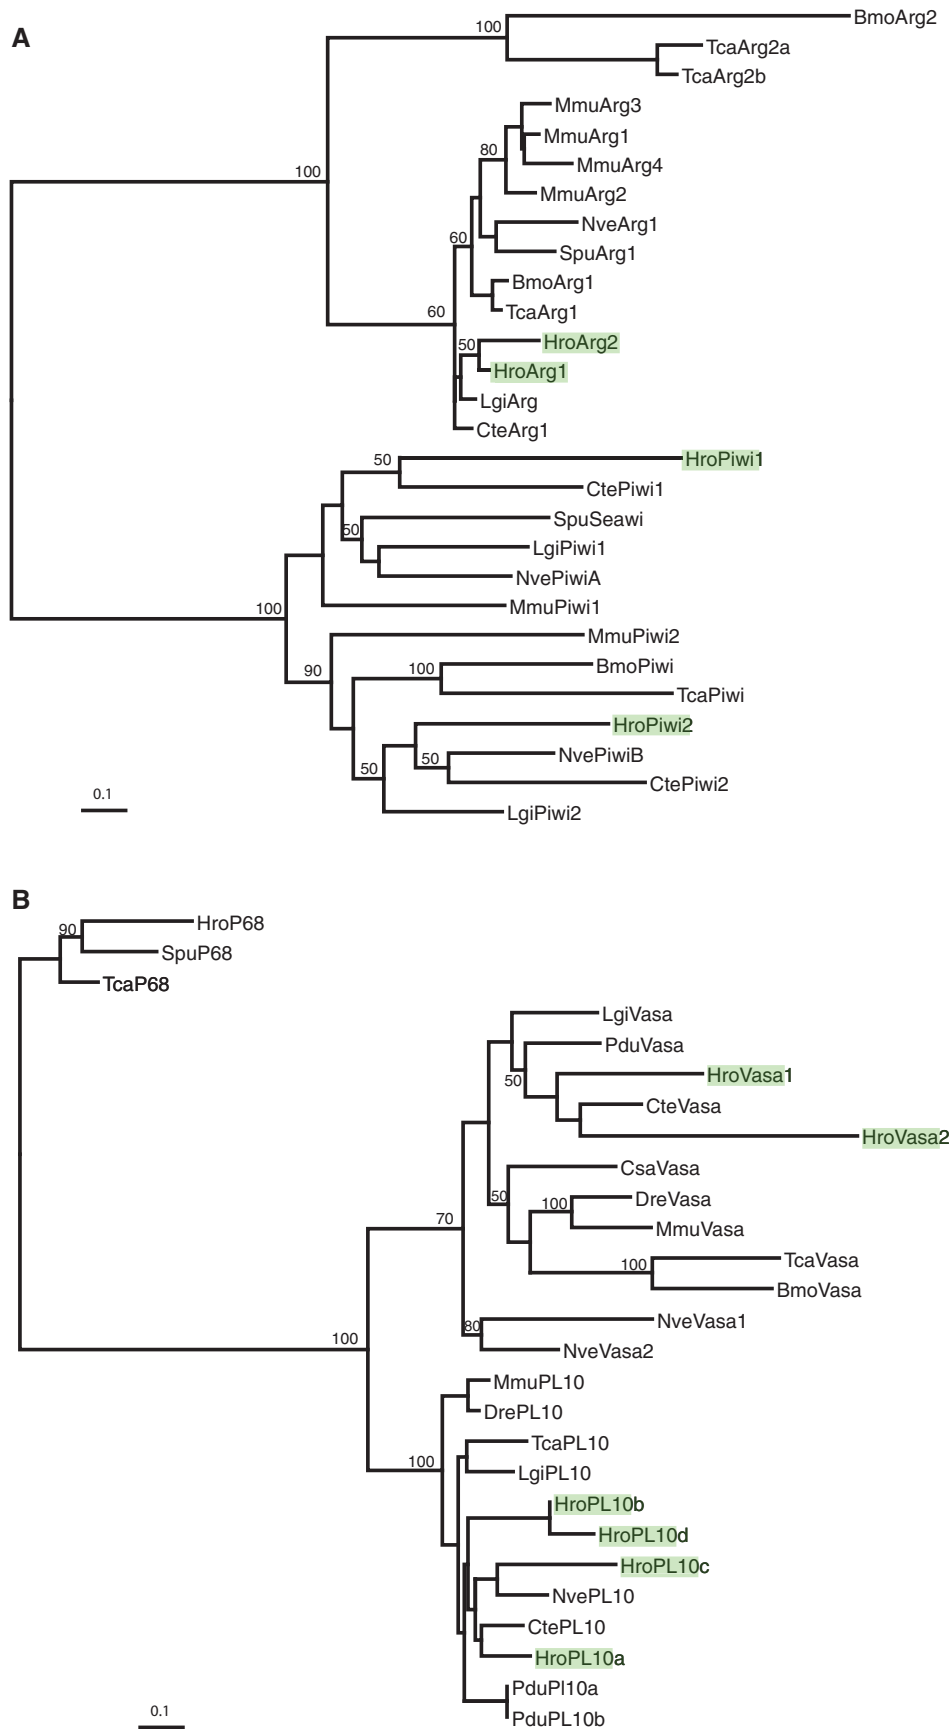 A
BmoArg2
100
TcaArg2a
TcaArg2b
MmuArg3
MmuArg1
80
MmuArg4
100
MmuArg2
NveArg1
60
SpuArg1
BmoArg1
60
TcaArg1
HroArg2
50
HroArg1
LgiArg
CteArg1
50
HroPiwi1
CtePiwi1
SpuSeawi
50
LgiPiwi1
NvePiwiA
100
MmuPiwi1
MmuPiwi2
90
100
BmoPiwi
TcaPiwi
HroPiwi2
50
50
NvePiwiB
CtePiwi2
0.1
LgiPiwi2
B
HroP68
90
SpuP68
TcaP68
LgiVasa
PduVasa
50
HroVasa1
CteVasa
HroVasa2
CsaVasa
50
100
DreVasa
70
MmuVasa
100
TcaVasa
BmoVasa
80
NveVasa1
100
NveVasa2
MmuPL10
DrePL10
TcaPL10
100
LgiPL10
HroPL10b
HroPL10d
HroPL10c
NvePL10
CtePL10
HroPL10a
PduPl10a
0.1
PduPL10b